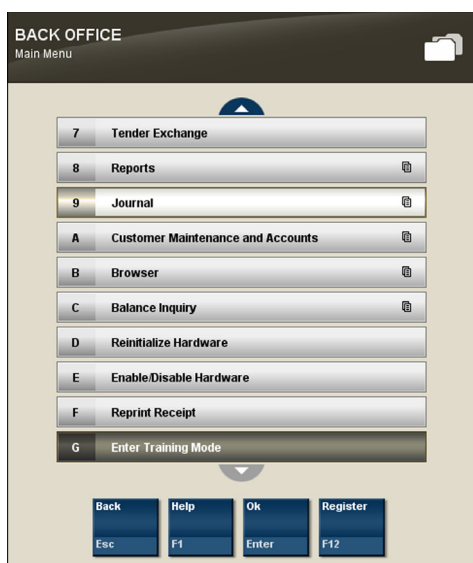 BACK OFFICE
Main Menu
7 Tender Exchange
8 Reports
9 Journal
A Customer Maintenance and Accounts
B Browser
C Balance Inquiry
D Reinitialize Hardware
E Enable/Disable Hardware
F Reprint Receipt
G Enter Training Mode
Back Help Ok Register
Esc F1 Enter F12